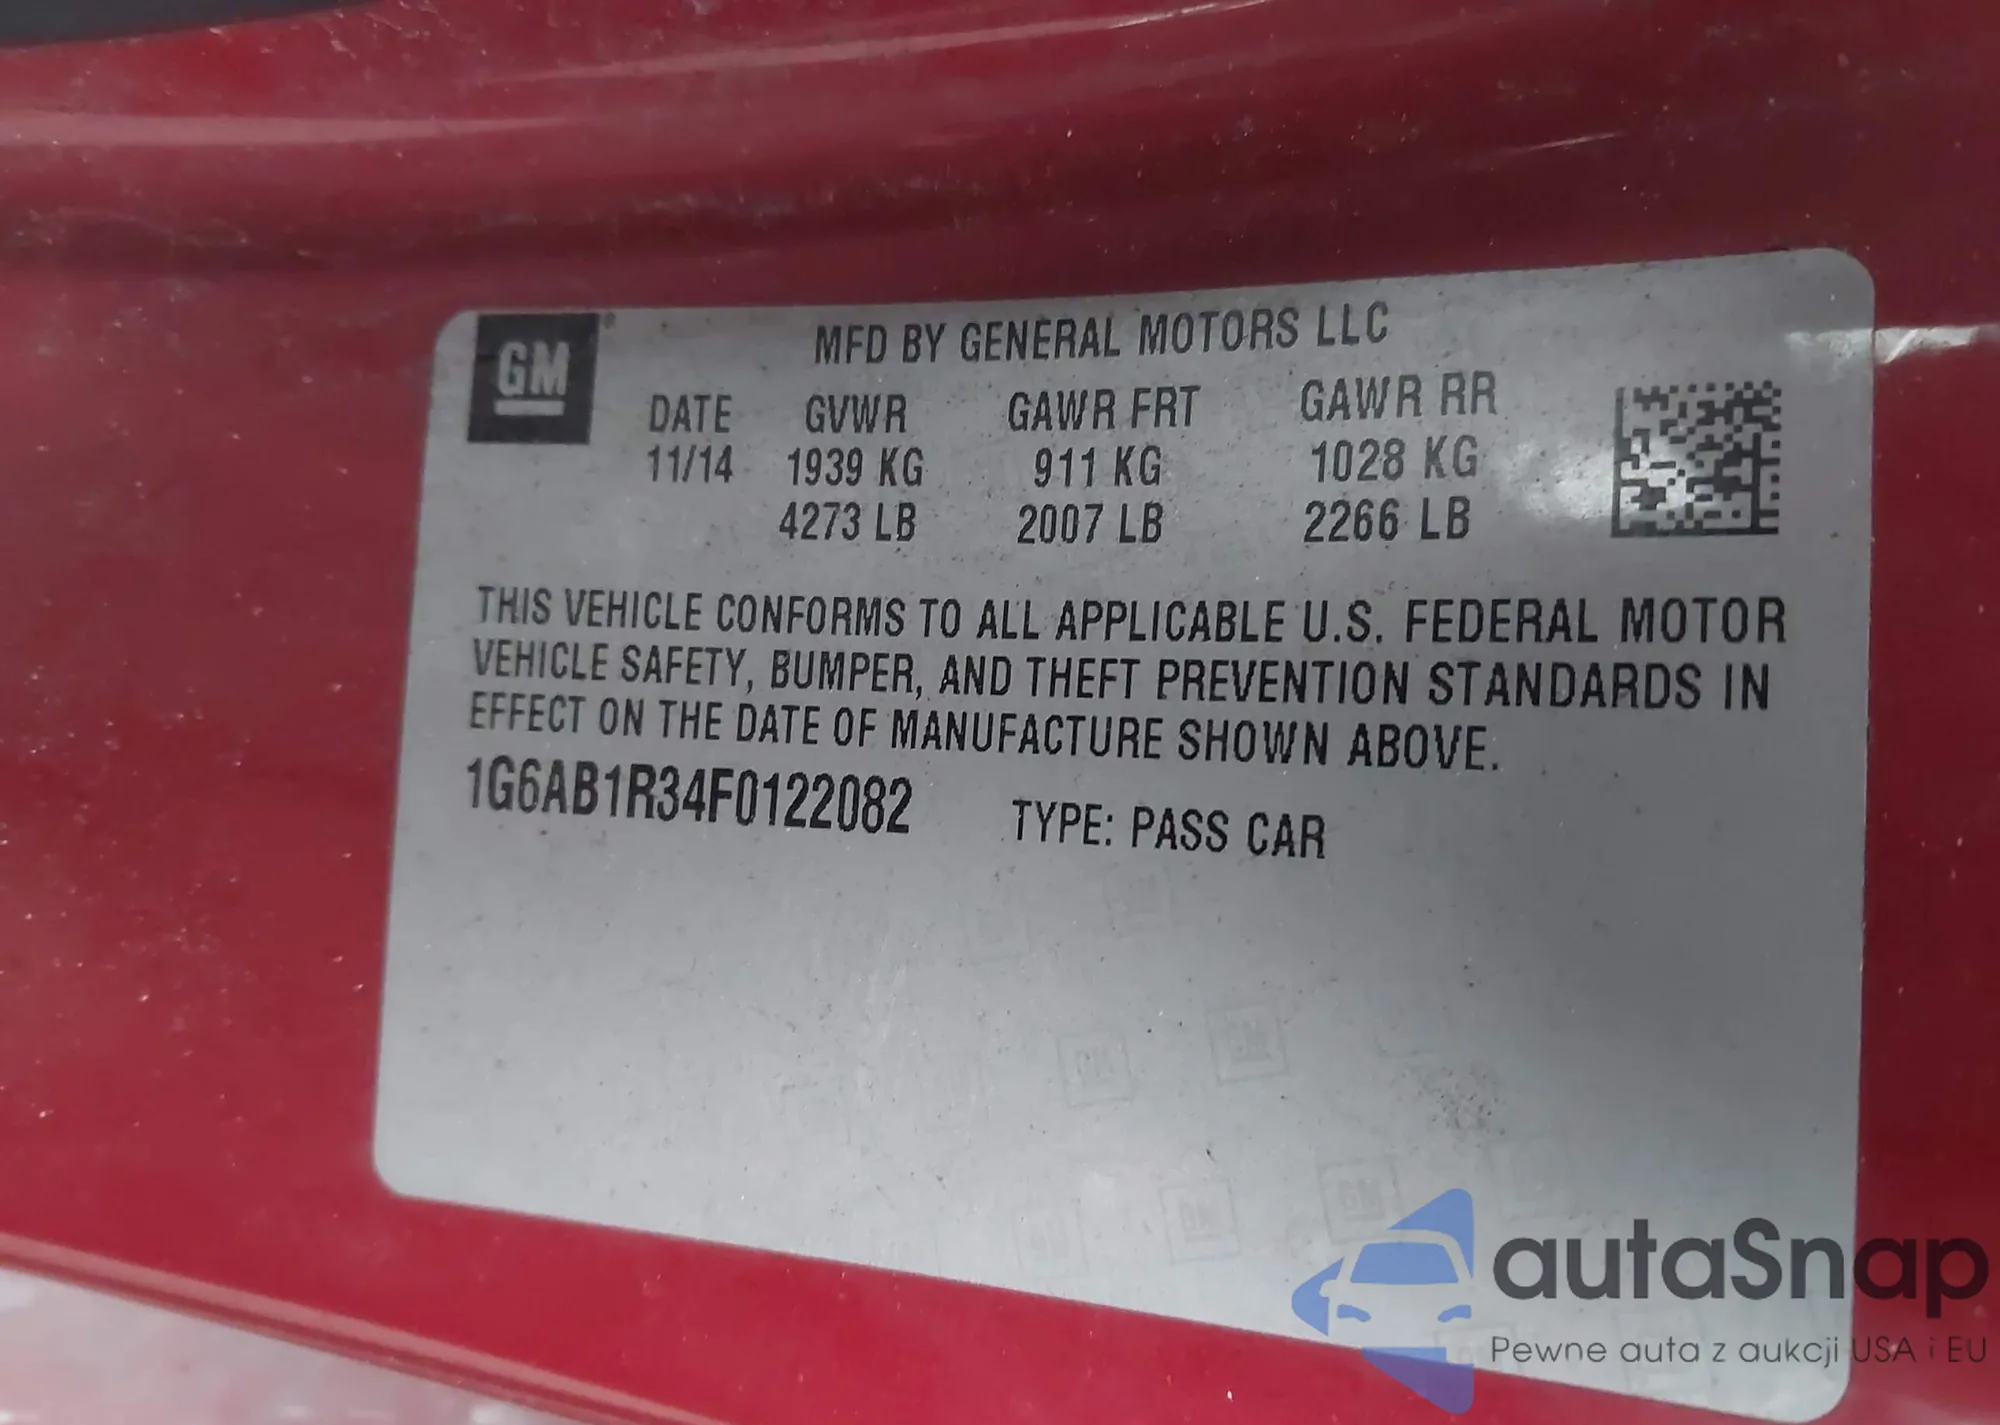 GM
MFD BY GENERAL MOTORS LLC
DATE GVWR GAWR FRT GAWR RR
11/14 1939 KG 911 KG 1028 KG
4273 LB 2007 LB 2266 LB
THIS VEHICLE CONFORMS TO ALL APPLICABLE U.S. FEDERAL MOTOR
VEHICLE SAFETY, BUMPER, AND THEFT PREVENTION STANDARDS IN
EFFECT ON THE DATE OF MANUFACTURE SHOWN ABOVE.
1G6AB1R34F0122082 TYPE: PASS CAR
autaSnap
Pewne auta z aukcji USA i EU